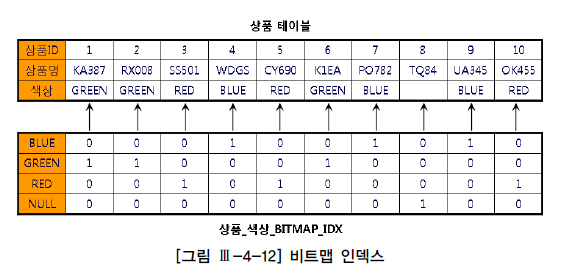 상품 테이블
상품ID 1 2 3 4 5 6 7 8 9 10
상품명 KA387 RX008 SS501 WDGS CY690 K1EA PO782 TQ84 UA345 OK455
색상 GREEN GREEN RED BLUE RED GREEN BLUE BLUE RED
BLUE 0 0 0 1 0 0 1 0 1 0
GREEN 1 1 0 0 0 1 0 0 0 0
RED 0 0 1 0 1 0 0 0 0 1
NULL 0 0 0 0 0 0 0 1 0 0
상품_색상_BITMAP_IDX
[그림 Ⅲ-4-12] 비트맵 인덱스